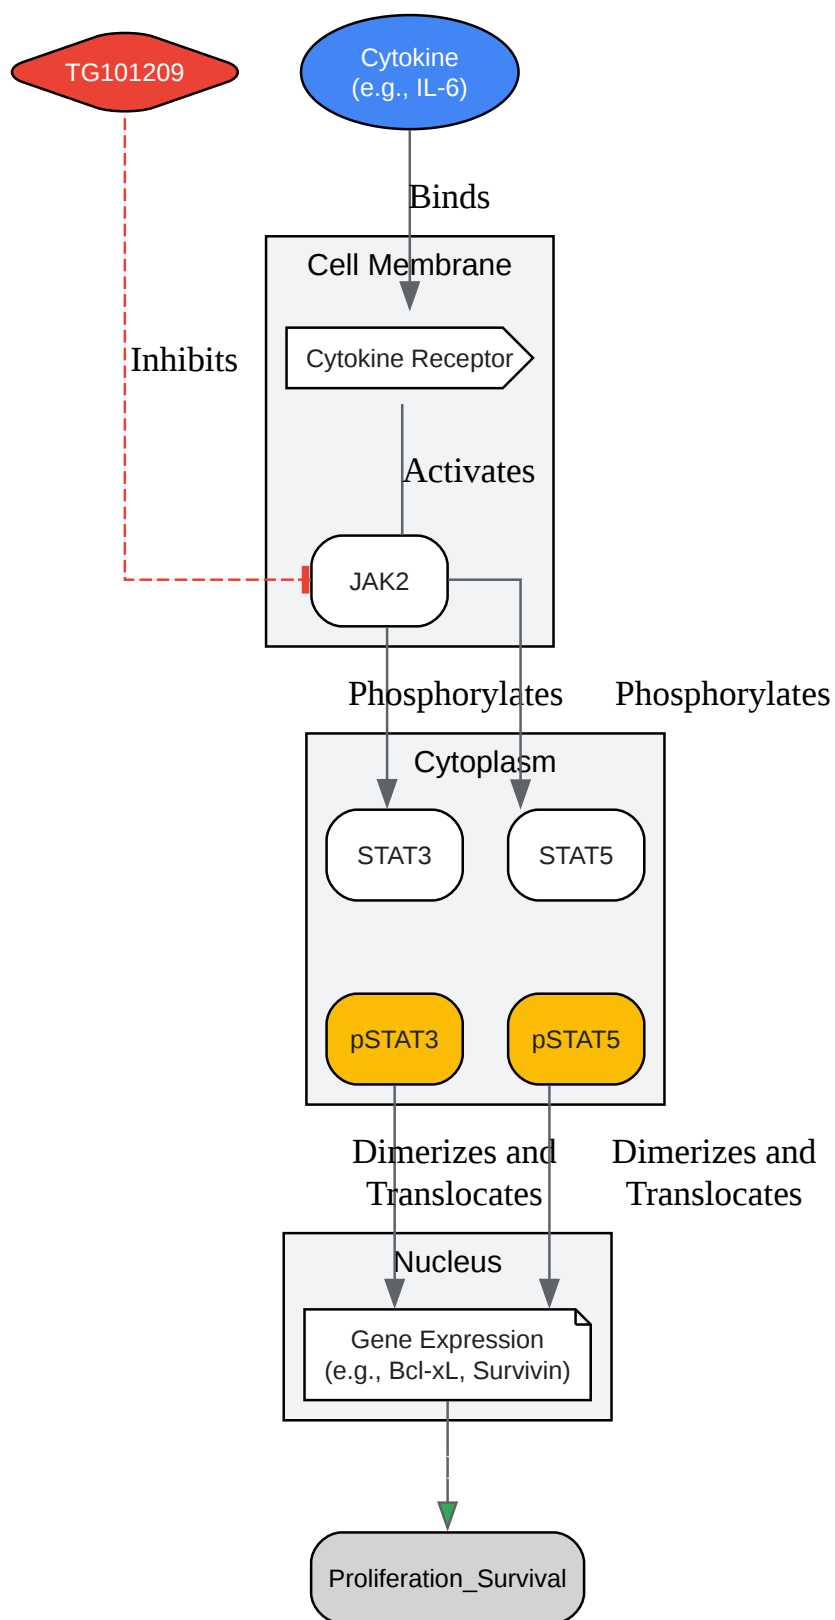 TG101209
Cytokine
(e.g., IL-6)
Binds
Cell Membrane
Inhibits
Cytokine Receptor
Activates
JAK2
Phosphorylates
Phosphorylates
Cytoplasm
STAT3
STAT5
pSTAT3
pSTAT5
Dimerizes and
Translocates
Dimerizes and
Translocates
Nucleus
Gene Expression
(e.g., Bcl-xL, Survivin)
Proliferation_Survival